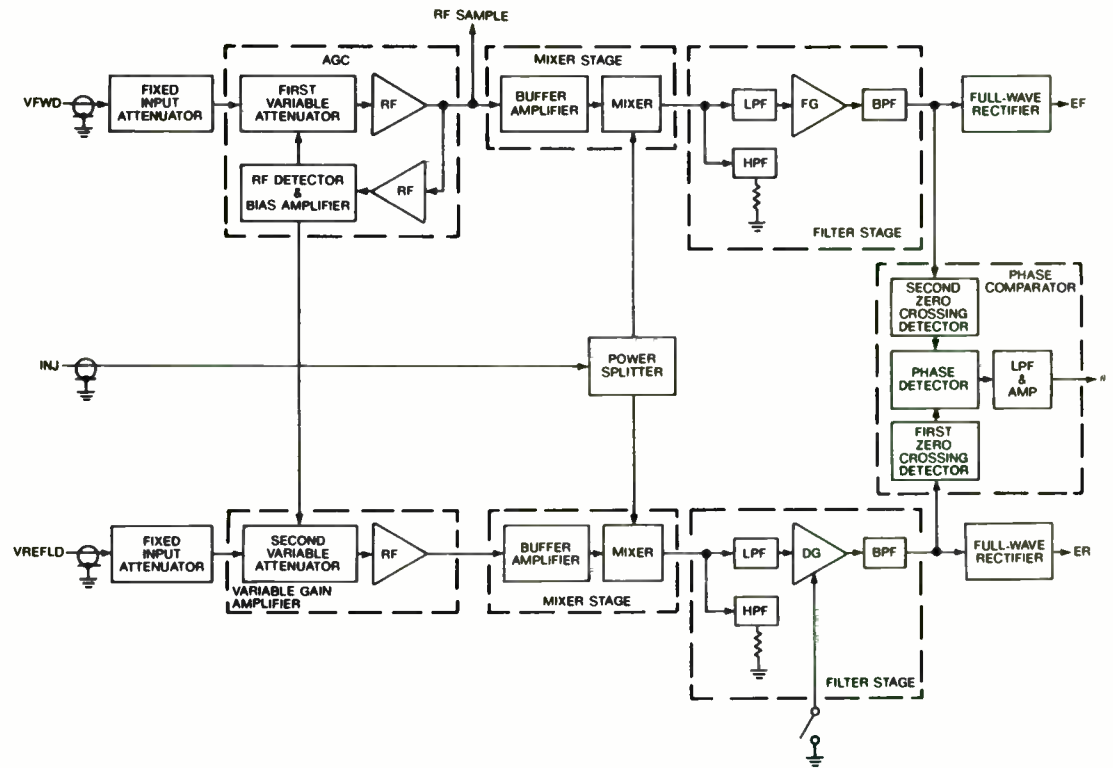 RF SAMPLE
AGC
MIXER STAGE
VFWD
FIXED
INPUT
ATTENUATOR
FIRST
VARIABLE
ATTENUATOR
RF
BUFFER
AMPLIFIER
MIXER
LPF
FG
BPF
FULL-WAVE
RECTIFIER
EF
RF DETECTOR
&
BIAS AMPLIFIER
RF
HPF
FILTER STAGE
PHASE
COMPARATOR
SECOND
ZERO
CROSSING
DETECTOR
INJ
POWER
SPLITTER
PHASE
DETECTOR
LPF
&
AMP
FIRST
ZERO
CROSSING
DETECTOR
VREFLD
FIXED
INPUT
ATTENUATOR
SECOND
VARIABLE
ATTENUATOR
RF
VARIABLE GAIN
AMPLIFIER
BUFFER
AMPLIFIER
MIXER
MIXER STAGE
LPF
DG
BPF
FULL-WAVE
RECTIFIER
ER
HPF
FILTER STAGE